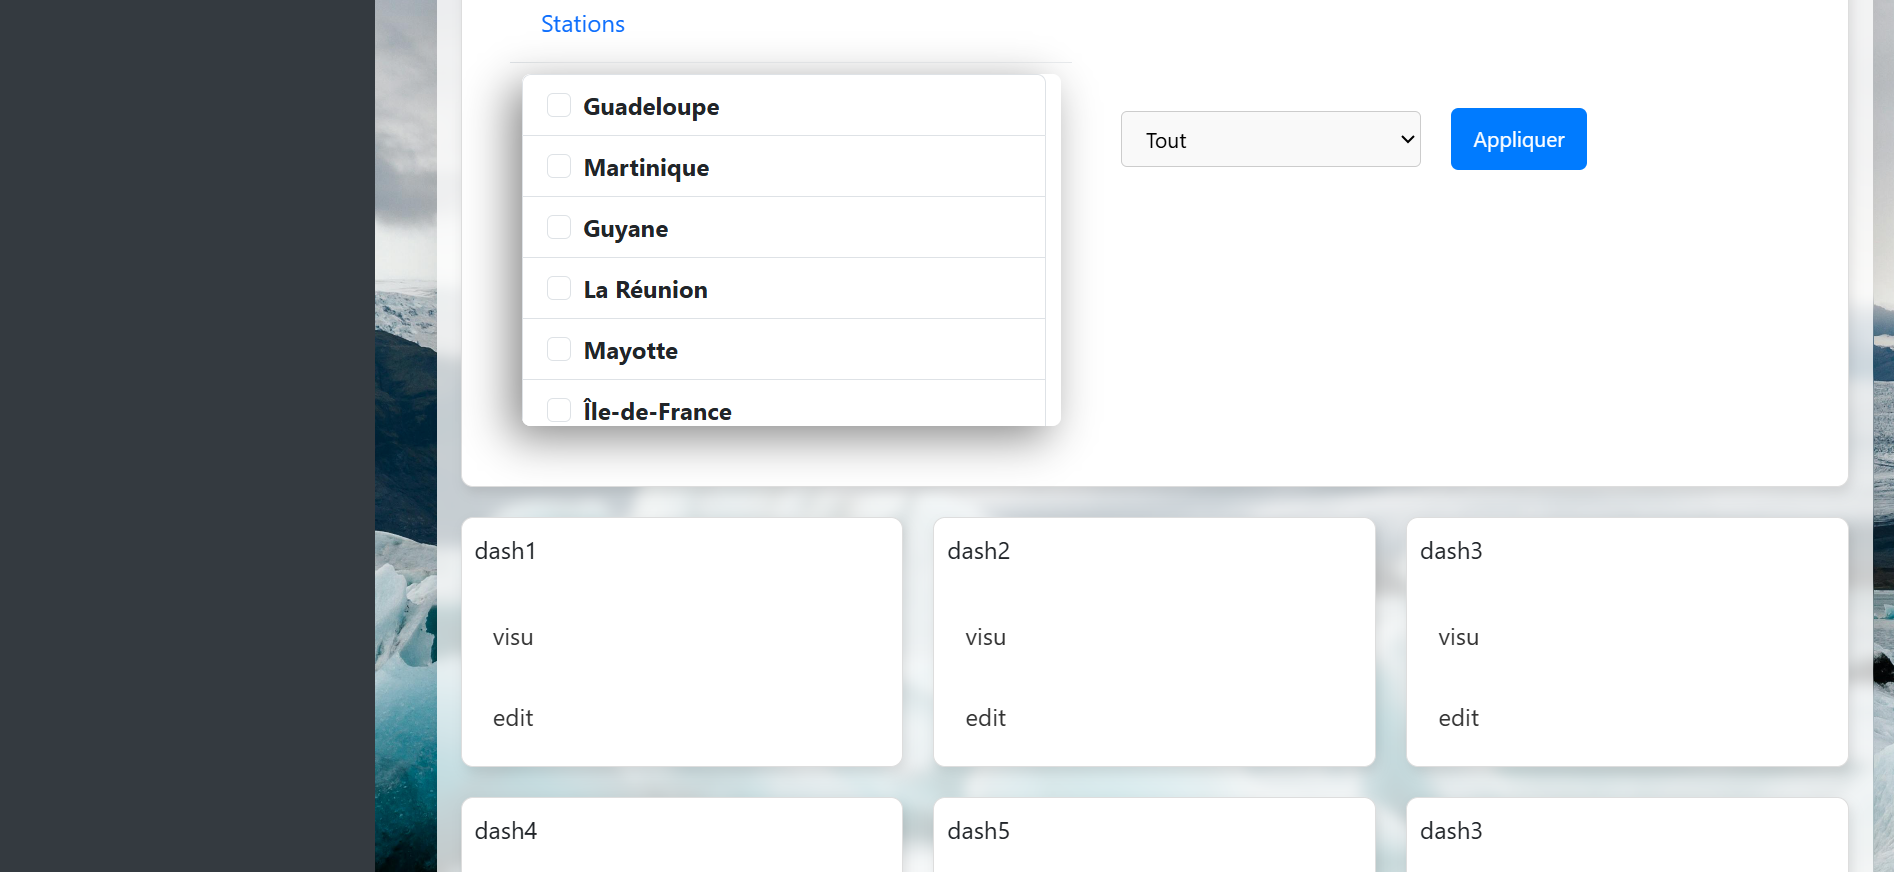 Stations
Guadeloupe
Martinique
Guyane
La Réunion
Mayotte
Île-de-France
Tout
Appliquer
dash1
visu
edit
dash2
visu
edit
dash3
visu
edit
dash4
dash5
dash3